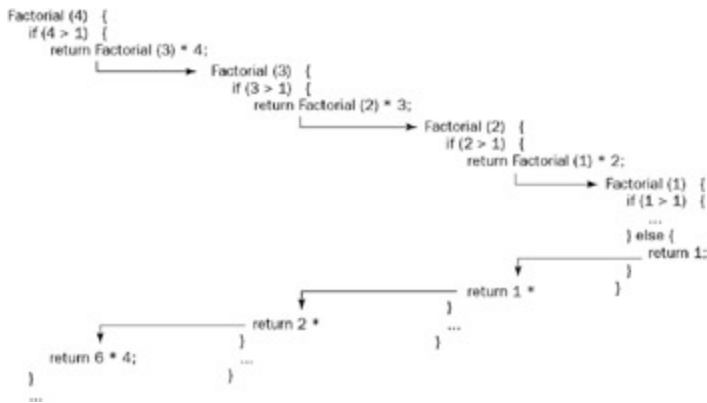 Factorial (4) {
if (4 > 1) {
return Factorial (3) * 4;
Factorial (3) {
if (3 > 1) {
return Factorial (2) * 3;
Factorial (2) {
if (2 > 1) {
return Factorial (1) * 2;
Factorial (1) {
if (1 > 1) {
...
} else {
return 1;
}
}
return 1 *
}
...
}
return 2 *
}
...
}
return 6 * 4;
}
...